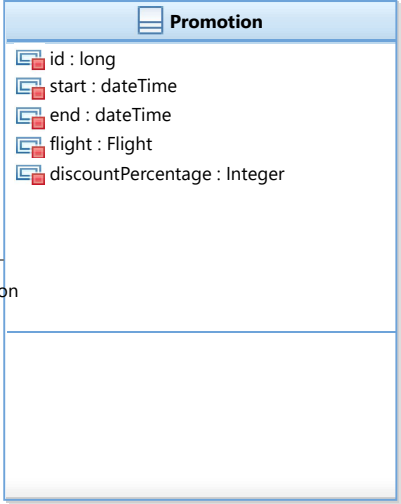 Promotion
id : long
start : dateTime
end : dateTime
flight : Flight
discountPercentage : Integer
on